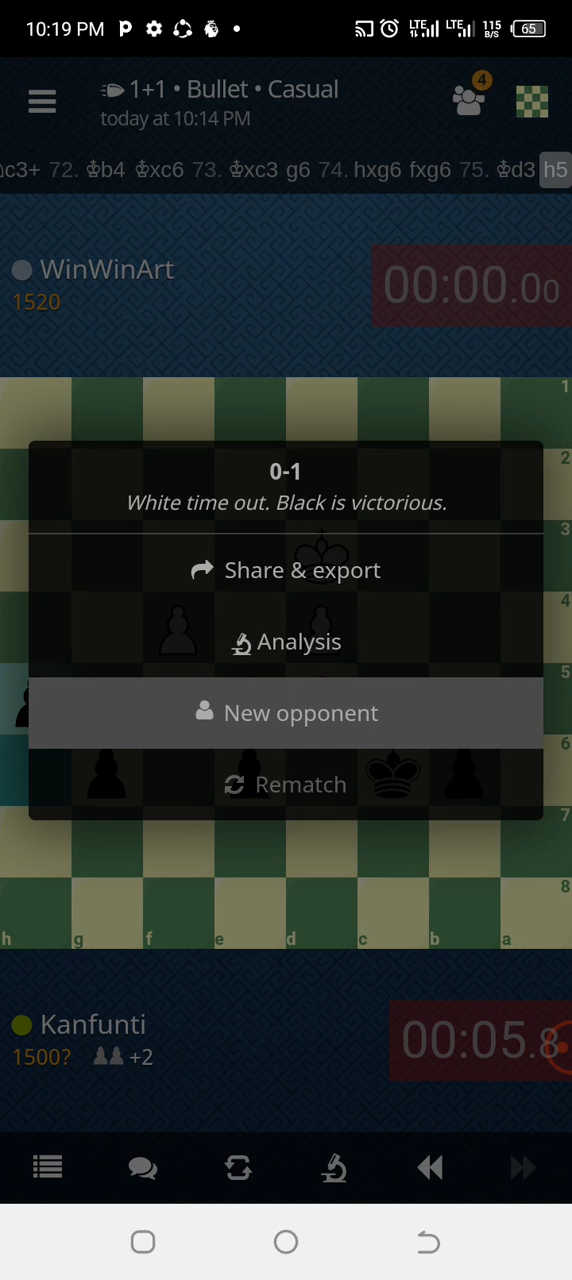 10:19 PM LTE LTE 115 B/S 65
1+1 • Bullet • Casual 4
today at 10:14 PM
c3+ 72. ♔b4 ♔xc6 73. ♔xc3 g6 74. hxg6 fxg6 75. ♔d3 h5
WinWinArt
1520
00:00.00
1
0-1
2
White time out. Black is victorious.
3
Share & export
4
Analysis
5
New opponent
6
Rematch
7
8
h g f e d c b a
Kanfunti
1500? +2
00:05.8